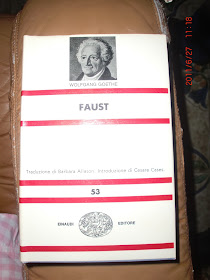 WOLFGANG GOETHE
FAUST
Traduzione di Barbara Allason. Introduzione di Cesare Cases.
53
EINAUDI EDITORE
2011/6/27 11:18